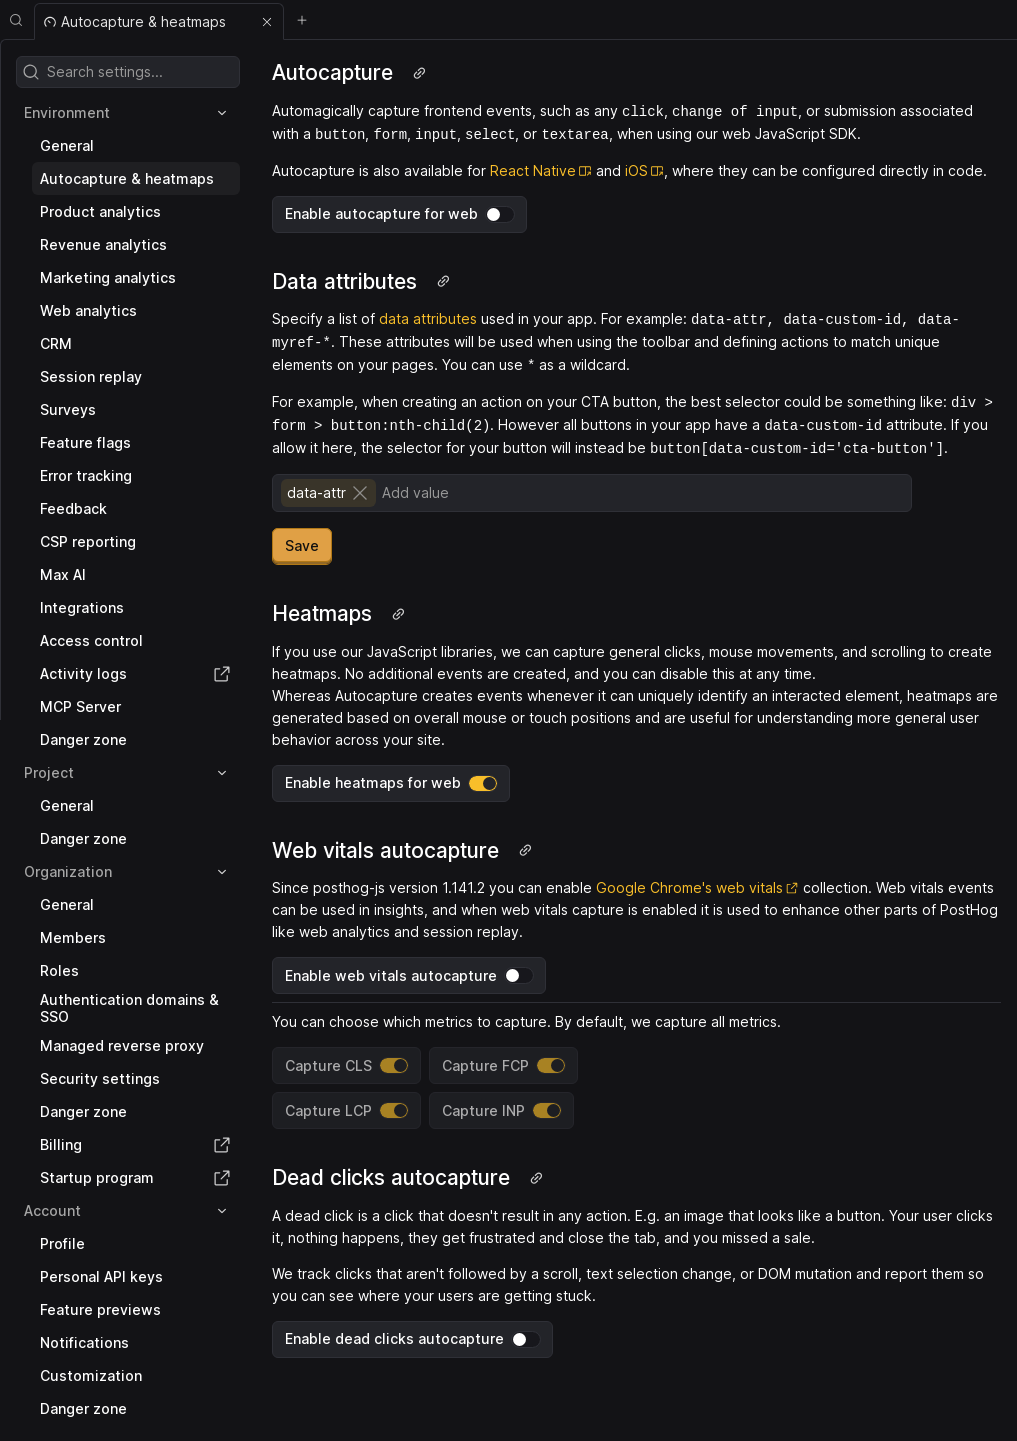 Autocapture & heatmaps
Search settings...
Environment
General
Autocapture & heatmaps
Product analytics
Revenue analytics
Marketing analytics
Web analytics
CRM
Session replay
Surveys
Feature flags
Error tracking
Feedback
CSP reporting
Max AI
Integrations
Access control
Activity logs
MCP Server
Danger zone
Project
General
Danger zone
Organization
General
Members
Roles
Authentication domains &
SSO
Managed reverse proxy
Security settings
Danger zone
Billing
Startup program
Account
Profile
Personal API keys
Feature previews
Notifications
Customization
Danger zone
Autocapture
Automagically capture frontend events, such as any click, change of input, or submission associated
with a button, form, input, select, or textarea, when using our web JavaScript SDK.
Autocapture is also available for React Native and iOS, where they can be configured directly in code.
Enable autocapture for web
Data attributes
Specify a list of data attributes used in your app. For example: data-attr, data-custom-id, data-
myref-*. These attributes will be used when using the toolbar and defining actions to match unique
elements on your pages. You can use * as a wildcard.
For example, when creating an action on your CTA button, the best selector could be something like: div >
form > button:nth-child(2). However all buttons in your app have a data-custom-id attribute. If you
allow it here, the selector for your button will instead be button[data-custom-id='cta-button'].
data-attr Add value
Save
Heatmaps
If you use our JavaScript libraries, we can capture general clicks, mouse movements, and scrolling to create
heatmaps. No additional events are created, and you can disable this at any time.
Whereas Autocapture creates events whenever it can uniquely identify an interacted element, heatmaps are
generated based on overall mouse or touch positions and are useful for understanding more general user
behavior across your site.
Enable heatmaps for web
Web vitals autocapture
Since posthog-js version 1.141.2 you can enable Google Chrome's web vitals collection. Web vitals events
can be used in insights, and when web vitals capture is enabled it is used to enhance other parts of PostHog
like web analytics and session replay.
Enable web vitals autocapture
You can choose which metrics to capture. By default, we capture all metrics.
Capture CLS Capture FCP
Capture LCP Capture INP
Dead clicks autocapture
A dead click is a click that doesn't result in any action. E.g. an image that looks like a button. Your user clicks
it, nothing happens, they get frustrated and close the tab, and you missed a sale.
We track clicks that aren't followed by a scroll, text selection change, or DOM mutation and report them so
you can see where your users are getting stuck.
Enable dead clicks autocapture